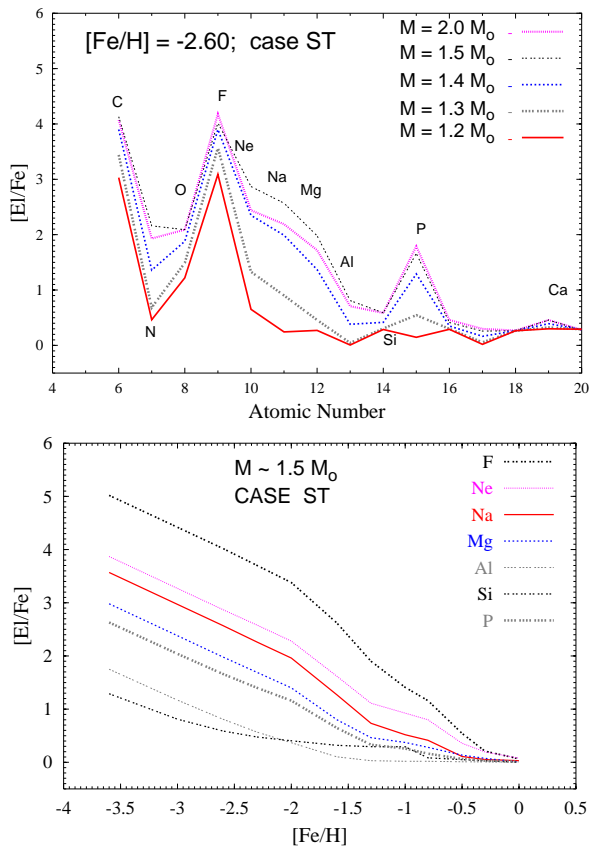 [Fe/H] = -2.60; case ST
M = 2.0 Mo
M = 1.5 Mo
M = 1.4 Mo
M = 1.3 Mo
M = 1.2 Mo
C
F
Ne
O
Na
Mg
P
Al
Ca
N
Si
[El/Fe]
6
5
4
3
2
1
0
4
6
8
10
12
14
16
18
20
Atomic Number
M ~ 1.5 Mo
CASE ST
F
Ne
Na
Mg
Al
Si
P
[El/Fe]
6
5
4
3
2
1
0
-4
-3.5
-3
-2.5
-2
-1.5
-1
-0.5
0
0.5
[Fe/H]